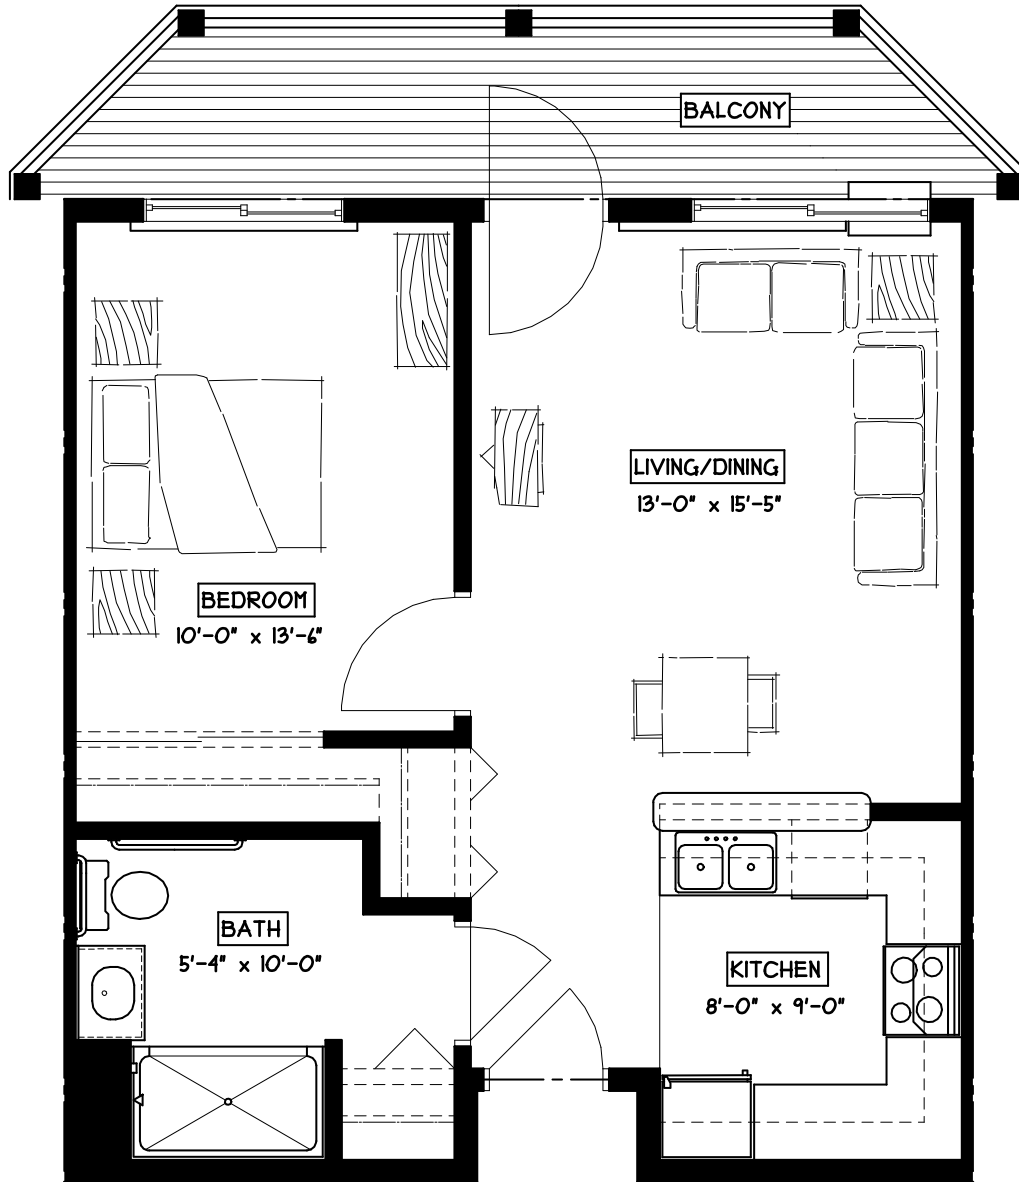 BALCONY
LIVING/DINING
13'-0" x 15'-5"
BEDROOM
10'-0" x 13'-6"
BATH
5'-4" x 10'-0"
KITCHEN
8'-0" x 9'-0"